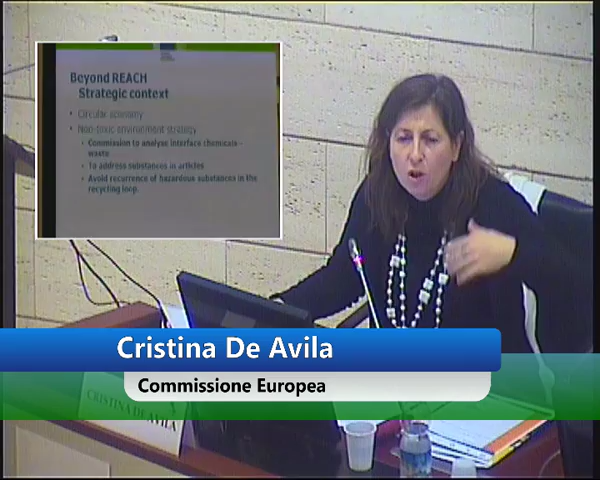 Beyond REACH
Strategic context
Circular economy
Non-toxic environment strategy
Commission to analyse interface chemicals -
waste
To address substances in articles
Avoid recurrence of hazardous substances in the
recycling loop.
Cristina De Avila
Commissione Europea
CRISTINA DE AVILA